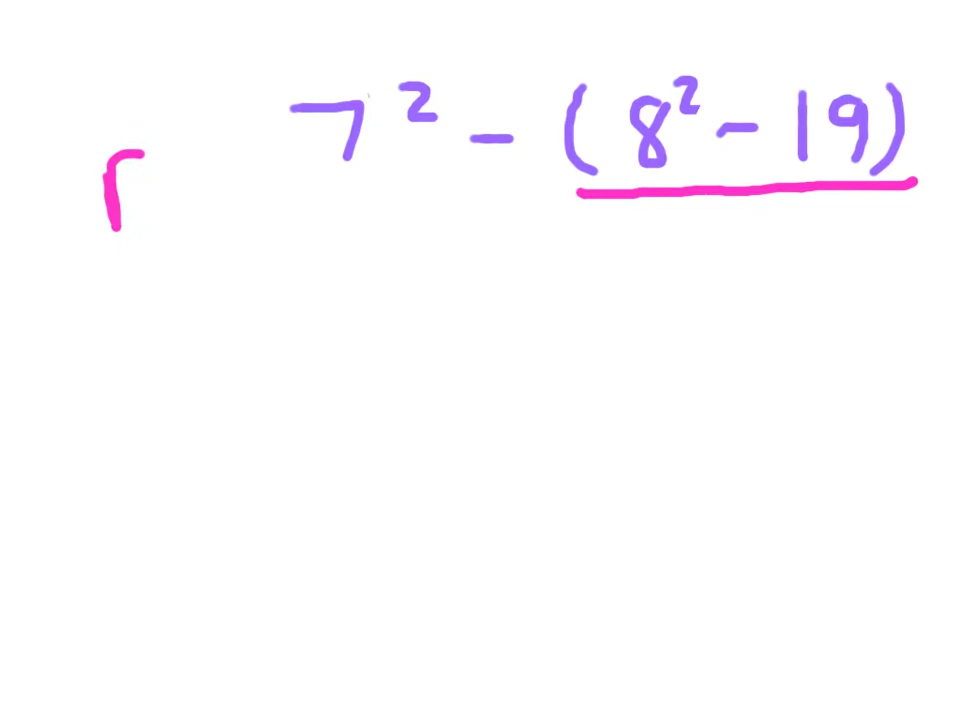 7² - (8² - 19)